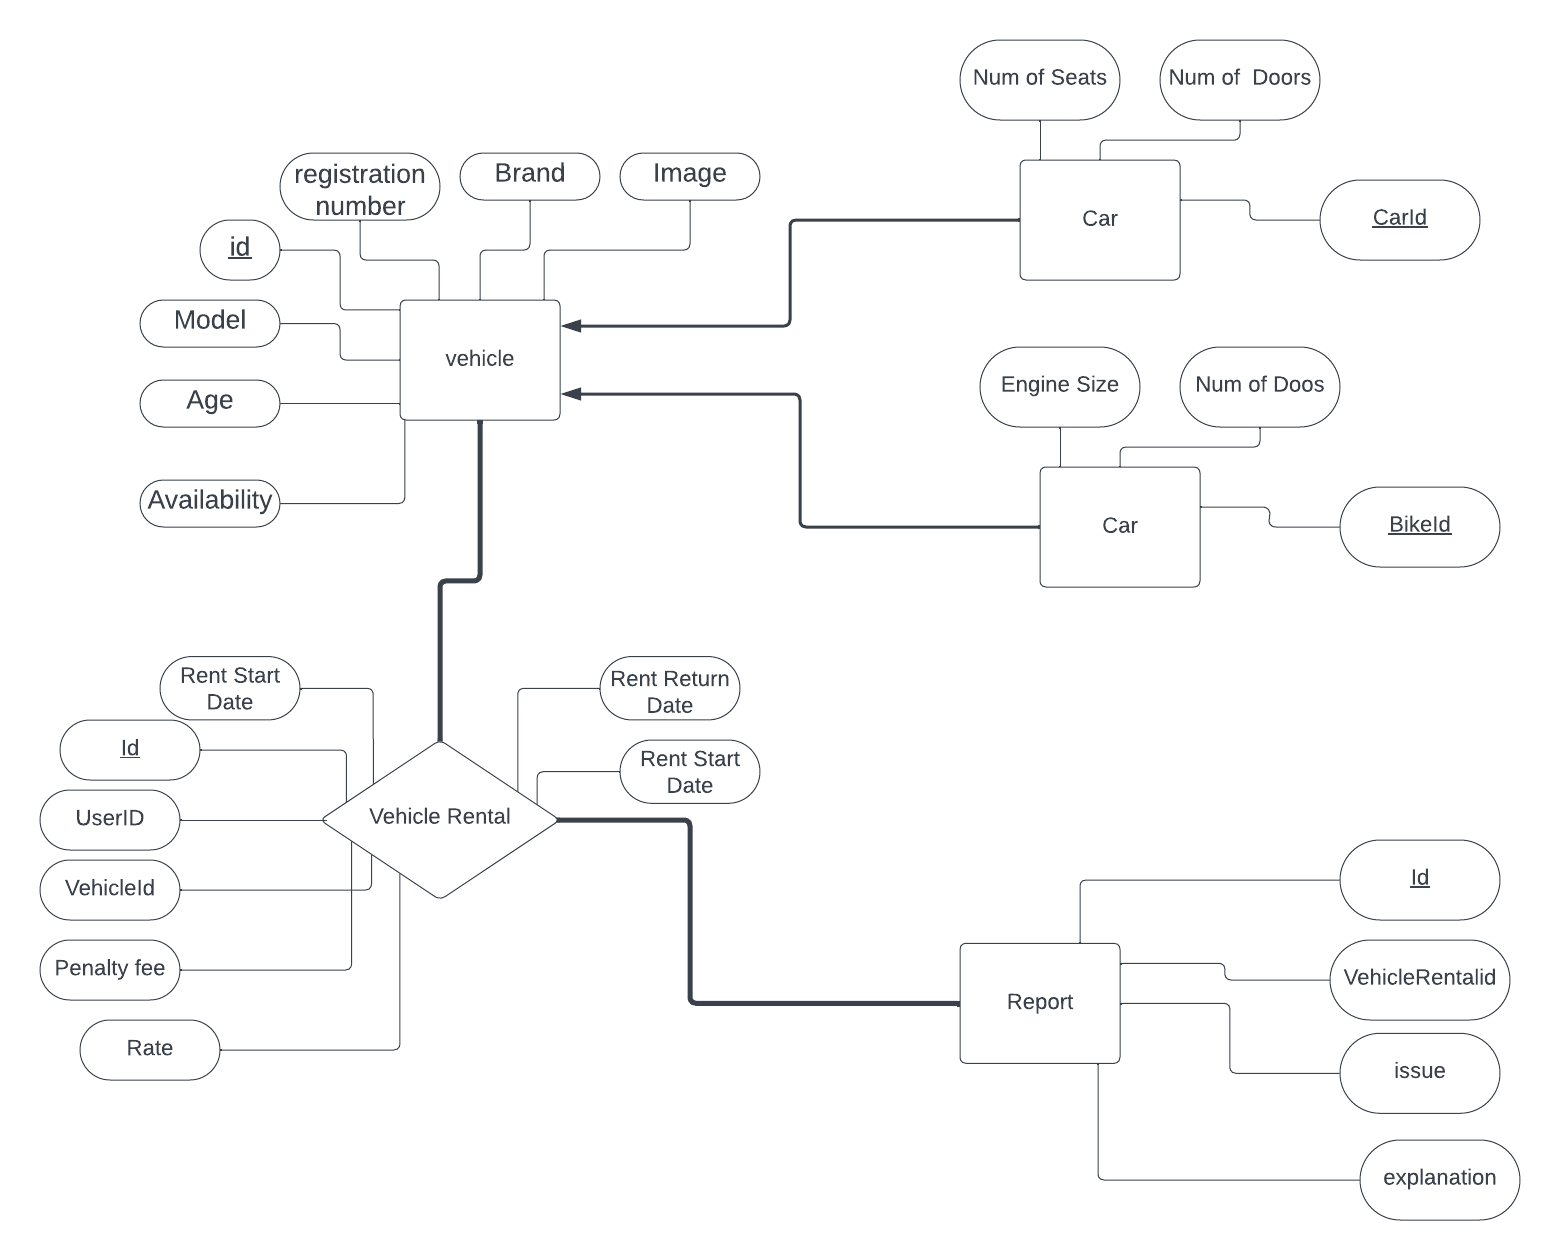 Num of Seats
Num of  Doors
registration
number
Brand
Image
id
Car
CarId
Model
vehicle
Age
Engine Size
Num of Doos
Availability
Car
BikeId
Rent Start
Date
Rent Return
Date
Id
Rent Start
Date
UserID
Vehicle Rental
VehicleId
Id
Penalty fee
VehicleRentalid
Report
Rate
issue
explanation